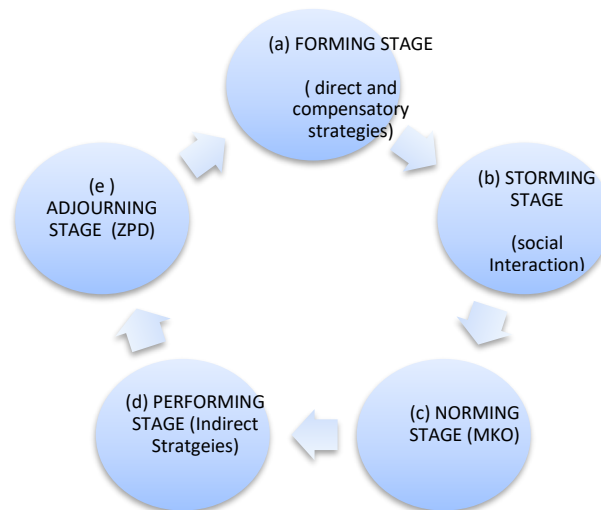 (a) FORMING STAGE
( direct and
compensatory
strategies)
(b) STORMING
STAGE
(social
Interaction)
(c) NORMING
STAGE (MKO)
(d) PERFORMING
STAGE (Indirect
Stratgeies)
(e )
ADJOURNING
STAGE (ZPD)